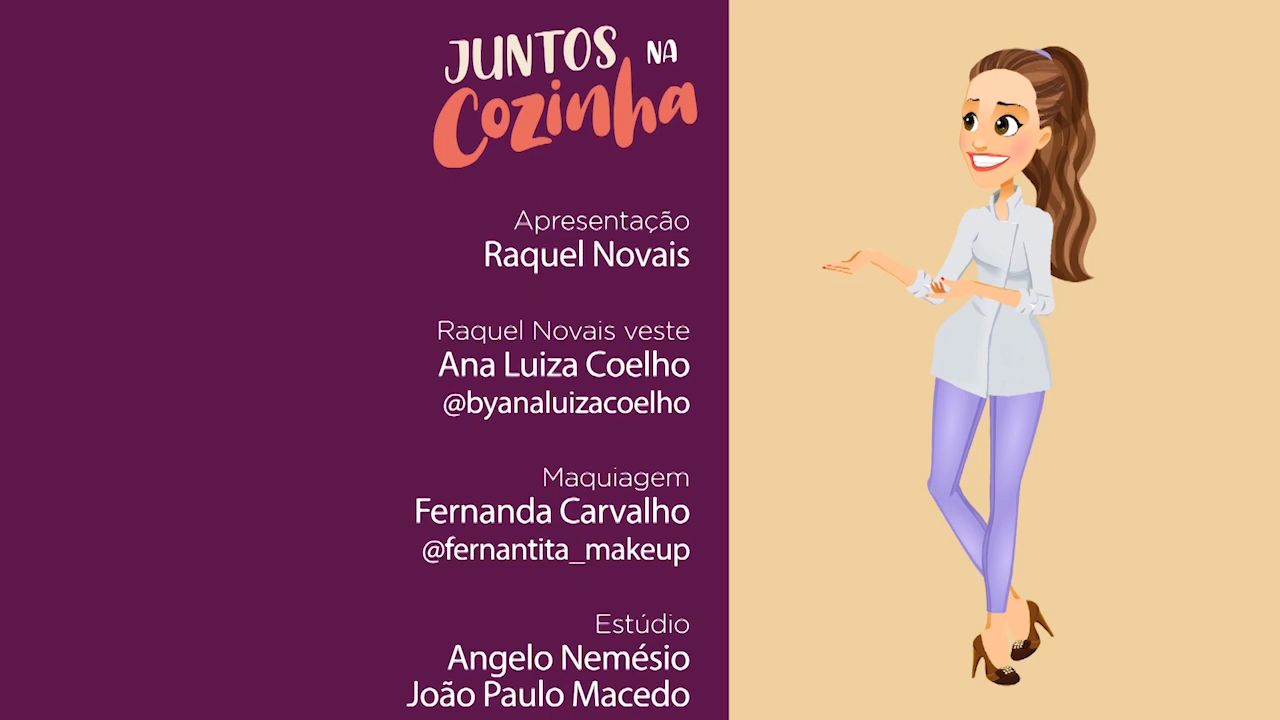 JUNTOS NA
Cozinha
Apresentação
Raquel Novais
Raquel Novais veste
Ana Luiza Coelho
@byanaluizacoelho
Maquiagem
Fernanda Carvalho
@fernantita_makeup
Estúdio
Angelo Nemésio
João Paulo Macedo